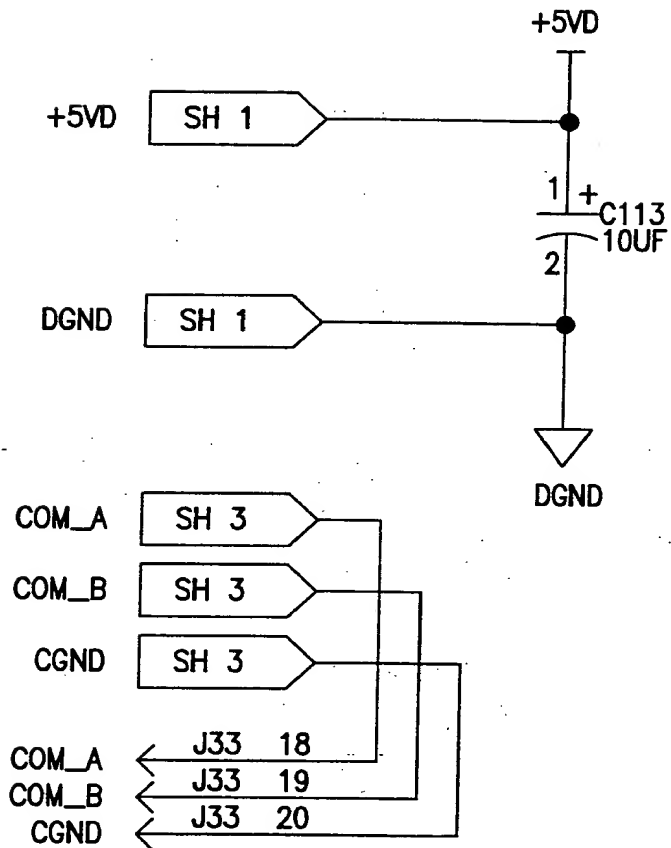 +5VD
+5VD SH 1
1 +
C113
10UF
2
DGND SH 1
DGND
COM_A SH 3
COM_B SH 3
CGND SH 3
COM_A J33 18
COM_B J33 19
CGND J33 20